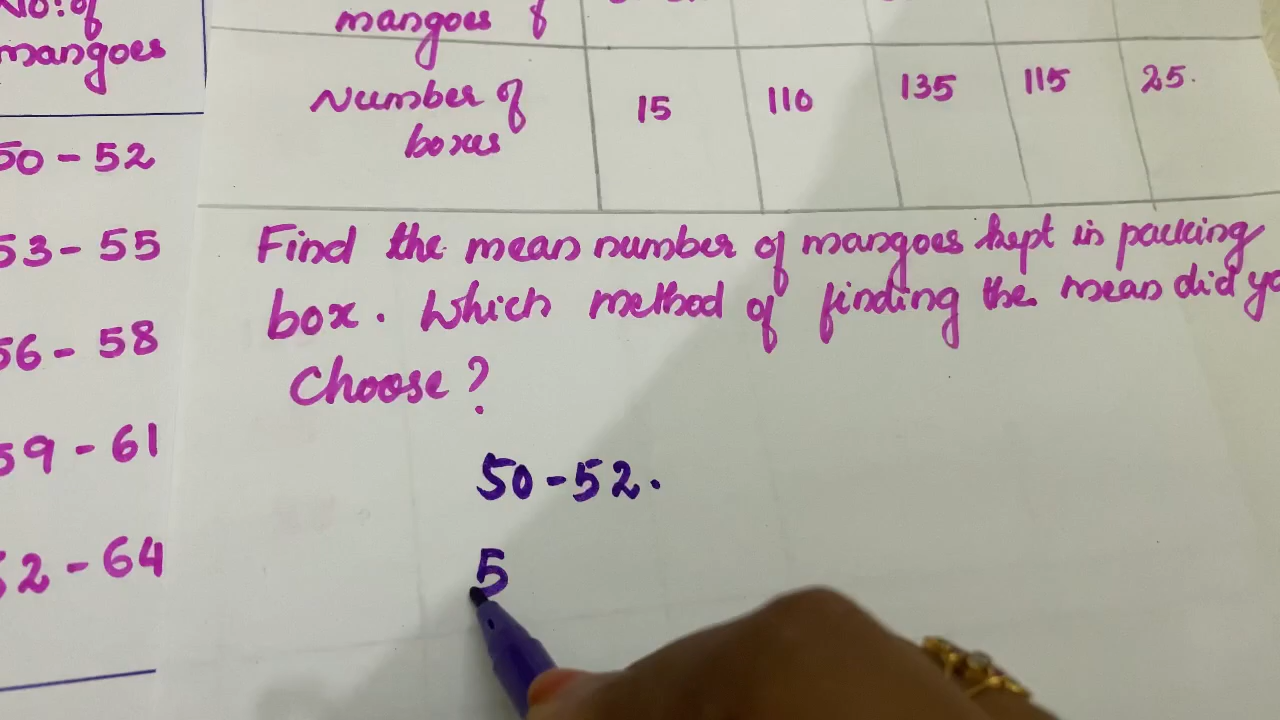 No: of
mangoes
50 - 52
53 - 55
56 - 58
59 - 61
62 - 64
mangoes of
Number of boxes 15 110 135 115 25.
Find the mean number of mangoes kept in packing
box. Which method of finding the mean did yo
Choose?
50 - 52.
5